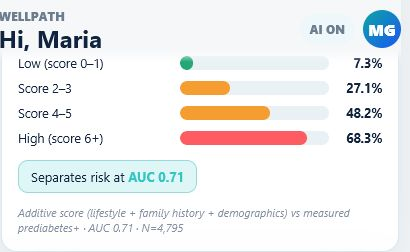 WELLPATH
Hi, Maria
AI ON
MG
Low (score 0–1) 7.3%
Score 2–3 27.1%
Score 4–5 48.2%
High (score 6+) 68.3%
Separates risk at AUC 0.71
Additive score (lifestyle + family history + demographics) vs measured
prediabetes+ · AUC 0.71 · N=4,795